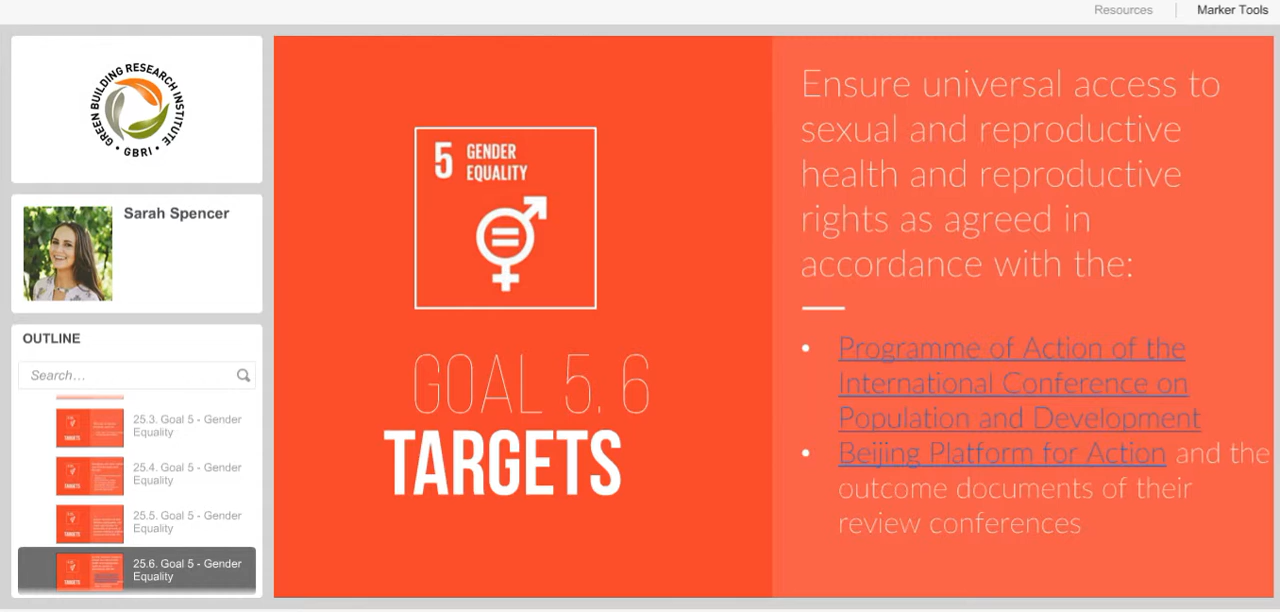 Resources
Marker Tools
GREEN BUILDING RESEARCH INSTITUTE
• GBRI •
Sarah Spencer
OUTLINE
Search...
25.3. Goal 5 - Gender
Equality
25.4. Goal 5 - Gender
Equality
25.5. Goal 5 - Gender
Equality
25.6. Goal 5 - Gender
Equality
TARGETS
TARGETS
TARGETS
TARGETS
5 GENDER
EQUALITY
GOAL 5.6
TARGETS
Ensure universal access to
sexual and reproductive
health and reproductive
rights as agreed in
accordance with the:
• Programme of Action of the
International Conference on
Population and Development
• Beijing Platform for Action and the
outcome documents of their
review conferences